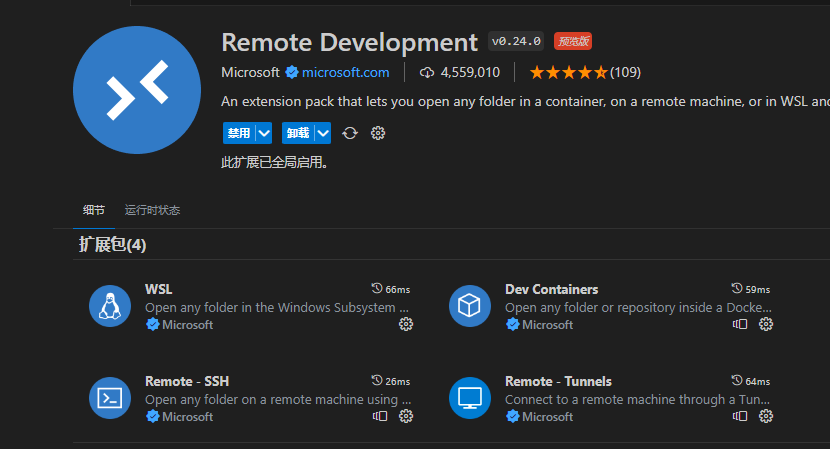 Remote Development v0.24.0 预览版
Microsoft microsoft.com 4,559,010 (109)
An extension pack that lets you open any folder in a container, on a remote machine, or in WSL and
禁用 卸载
此扩展已全局启用。
细节 运行时状态
扩展包(4)
WSL 66ms
Open any folder in the Windows Subsystem ...
Microsoft
Dev Containers 59ms
Open any folder or repository inside a Docke...
Microsoft
Remote - SSH 26ms
Open any folder on a remote machine using ...
Microsoft
Remote - Tunnels 64ms
Connect to a remote machine through a Tun...
Microsoft